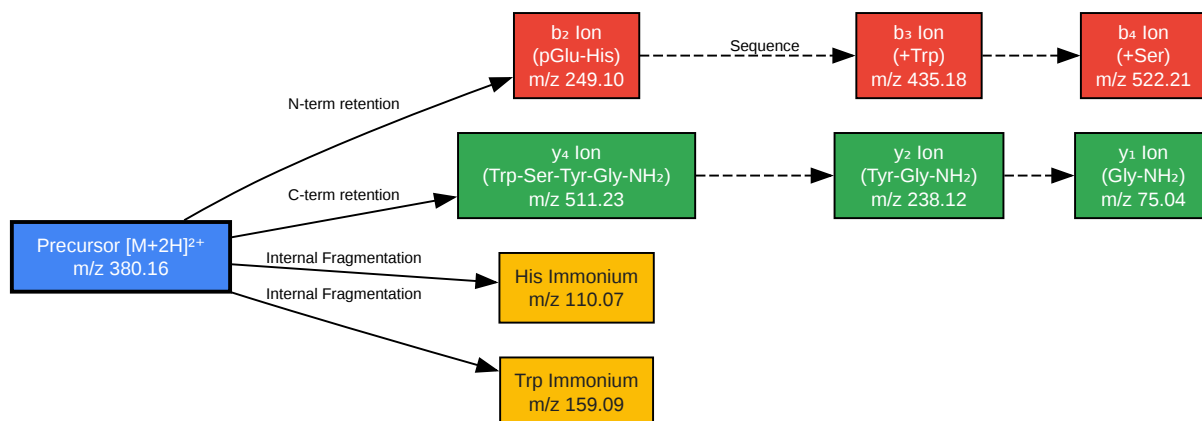 b₂ Ion
(pGlu-His)
m/z 249.10
Sequence
b₃ Ion
(+Trp)
m/z 435.18
b₄ Ion
(+Ser)
m/z 522.21
N-term retention
y₄ Ion
(Trp-Ser-Tyr-Gly-NH₂)
m/z 511.23
y₂ Ion
(Tyr-Gly-NH₂)
m/z 238.12
y₁ Ion
(Gly-NH₂)
m/z 75.04
C-term retention
Precursor [M+2H]²⁺
m/z 380.16
Internal Fragmentation
His Immonium
m/z 110.07
Internal Fragmentation
Trp Immonium
m/z 159.09